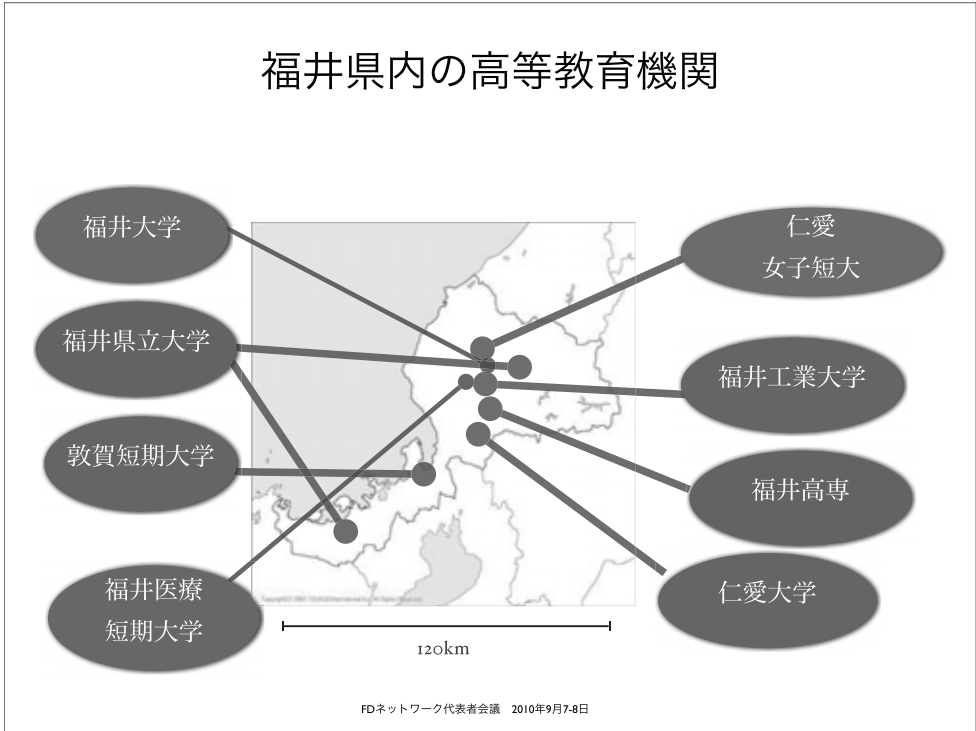 福井県内の高等教育機関
福井大学
福井県立大学
敦賀短期大学
福井医療
短期大学
仁愛
女子短大
福井工業大学
福井高専
仁愛大学
120km
FDネットワーク代表者会議　2010年9月7-8日